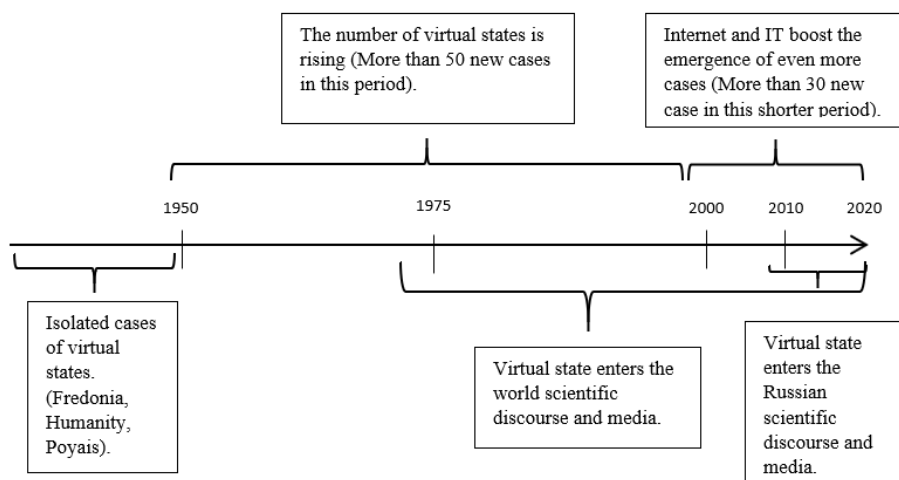 The number of virtual states is
rising (More than 50 new cases
in this period).
Internet and IT boost the
emergence of even more
cases (More than 30 new
case in this shorter period).
1950
1975
2000
2010
2020
Isolated cases
of virtual
states.
(Fredonia,
Humanity,
Poyais).
Virtual state enters the
world scientific
discourse and media.
Virtual state
enters the
Russian
scientific
discourse and
media.